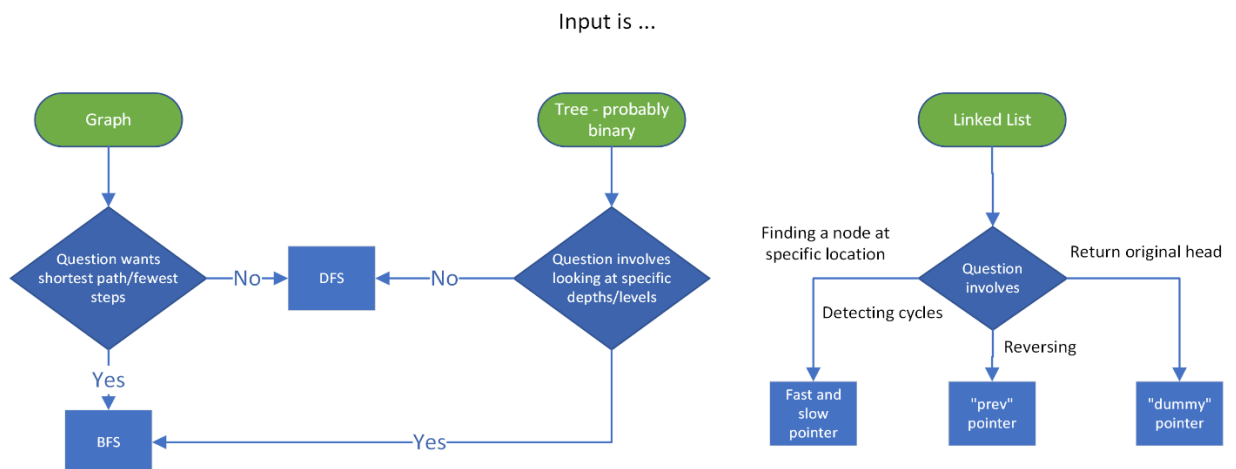 Input is ...
Graph
Tree - probably
binary
Linked List
Question wants
shortest path/fewest
steps
No
DFS
No
Question involves
looking at specific
depths/levels
Finding a node at
specific location
Question
involves
Return original head
Detecting cycles
Reversing
Yes
BFS
Yes
Fast and
slow
pointer
"prev"
pointer
"dummy"
pointer